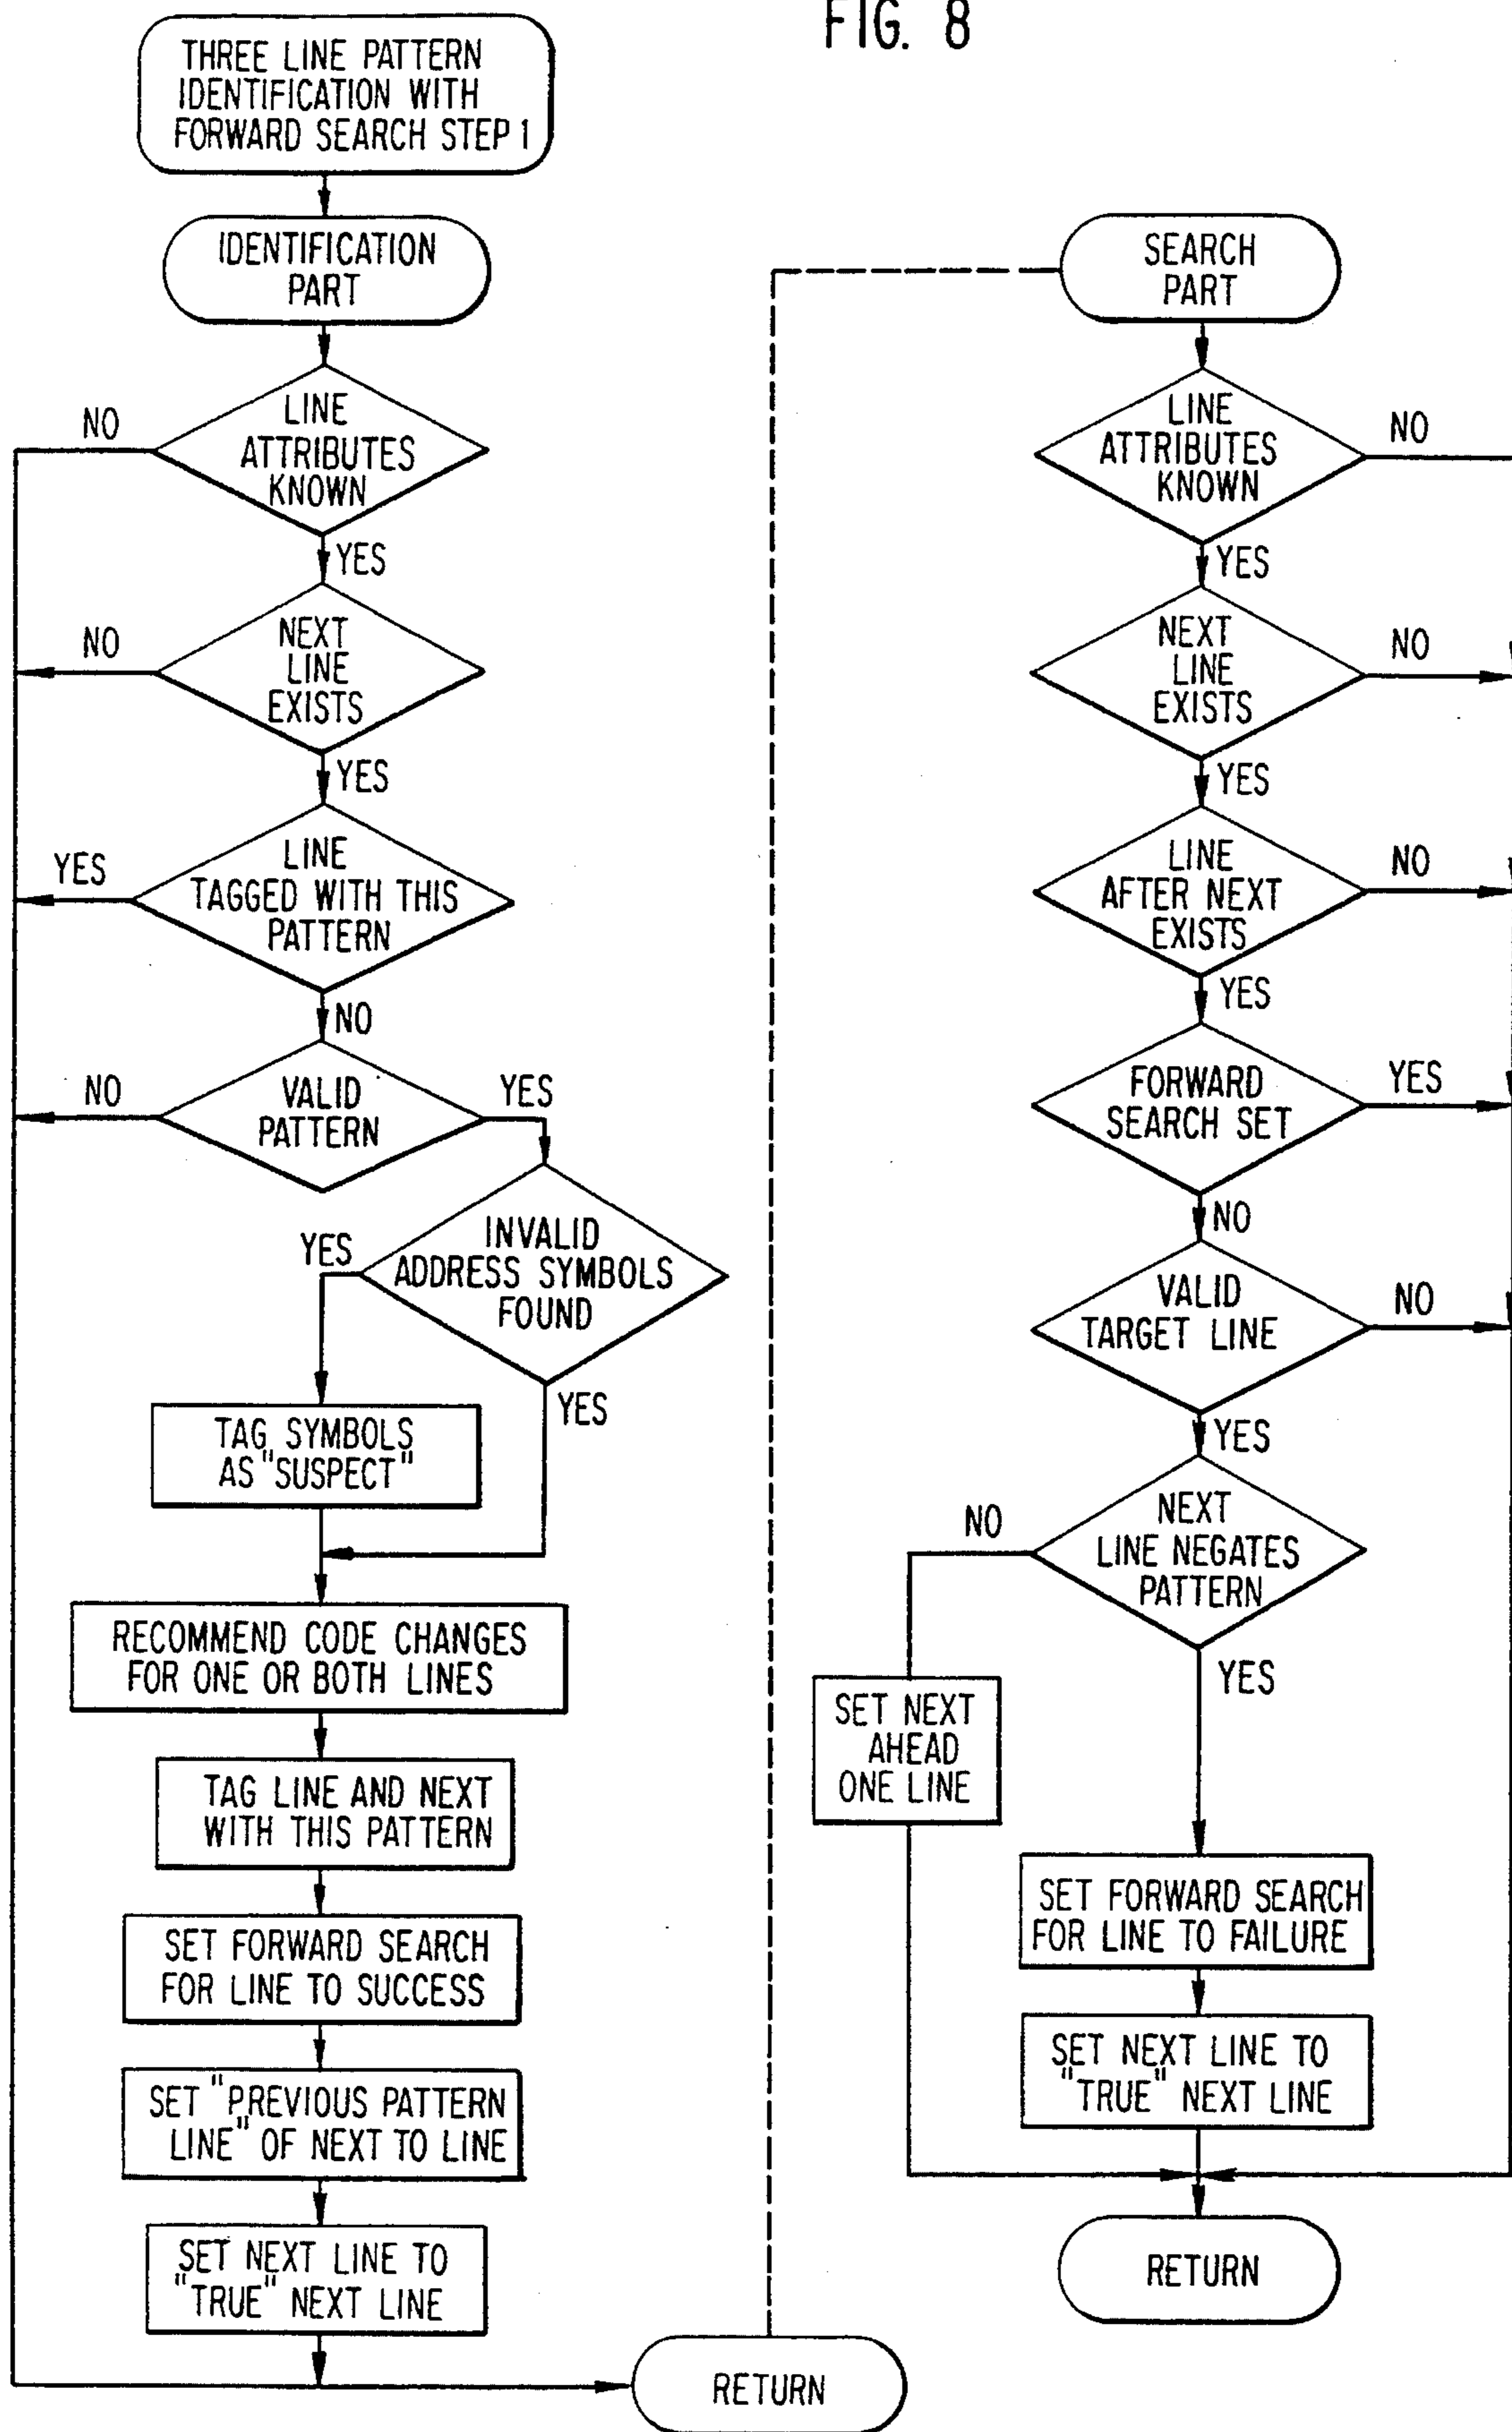 FIG. 8
THREE LINE PATTERN
IDENTIFICATION WITH
FORWARD SEARCH STEP 1
IDENTIFICATION
PART
LINE
ATTRIBUTES
KNOWN
NO
YES
NEXT
LINE
EXISTS
NO
YES
LINE
TAGGED WITH THIS
PATTERN
YES
NO
VALID
PATTERN
NO
YES
INVALID
ADDRESS SYMBOLS
FOUND
YES
YES
TAG SYMBOLS
AS "SUSPECT"
RECOMMEND CODE CHANGES
FOR ONE OR BOTH LINES
TAG LINE AND NEXT
WITH THIS PATTERN
SET FORWARD SEARCH
FOR LINE TO SUCCESS
SET "PREVIOUS PATTERN
LINE" OF NEXT TO LINE
SET NEXT LINE TO
"TRUE" NEXT LINE
RETURN
SEARCH
PART
LINE
ATTRIBUTES
KNOWN
NO
YES
NEXT
LINE
EXISTS
NO
YES
LINE
AFTER NEXT
EXISTS
NO
YES
FORWARD
SEARCH SET
YES
NO
VALID
TARGET LINE
NO
YES
NEXT
LINE NEGATES
PATTERN
NO
YES
SET NEXT
AHEAD
ONE LINE
SET FORWARD SEARCH
FOR LINE TO FAILURE
SET NEXT LINE TO
"TRUE" NEXT LINE
RETURN